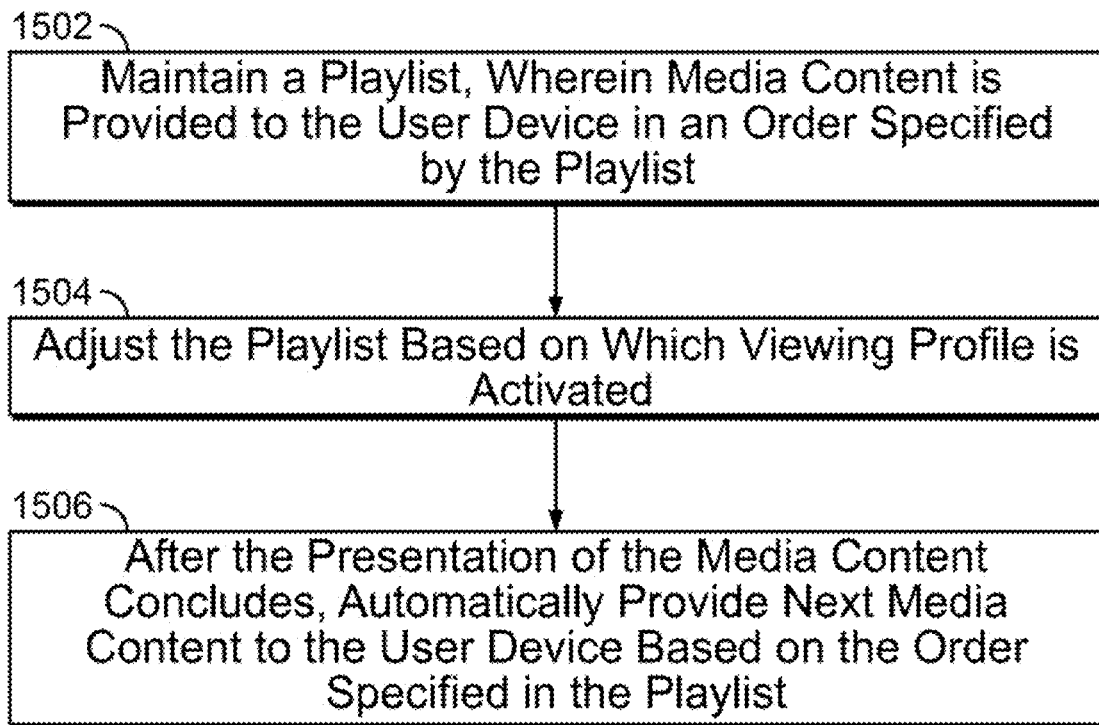 1502
Maintain a Playlist, Wherein Media Content is
Provided to the User Device in an Order Specified
by the Playlist
1504
Adjust the Playlist Based on Which Viewing Profile is
Activated
1506
After the Presentation of the Media Content
Concludes, Automatically Provide Next Media
Content to the User Device Based on the Order
Specified in the Playlist